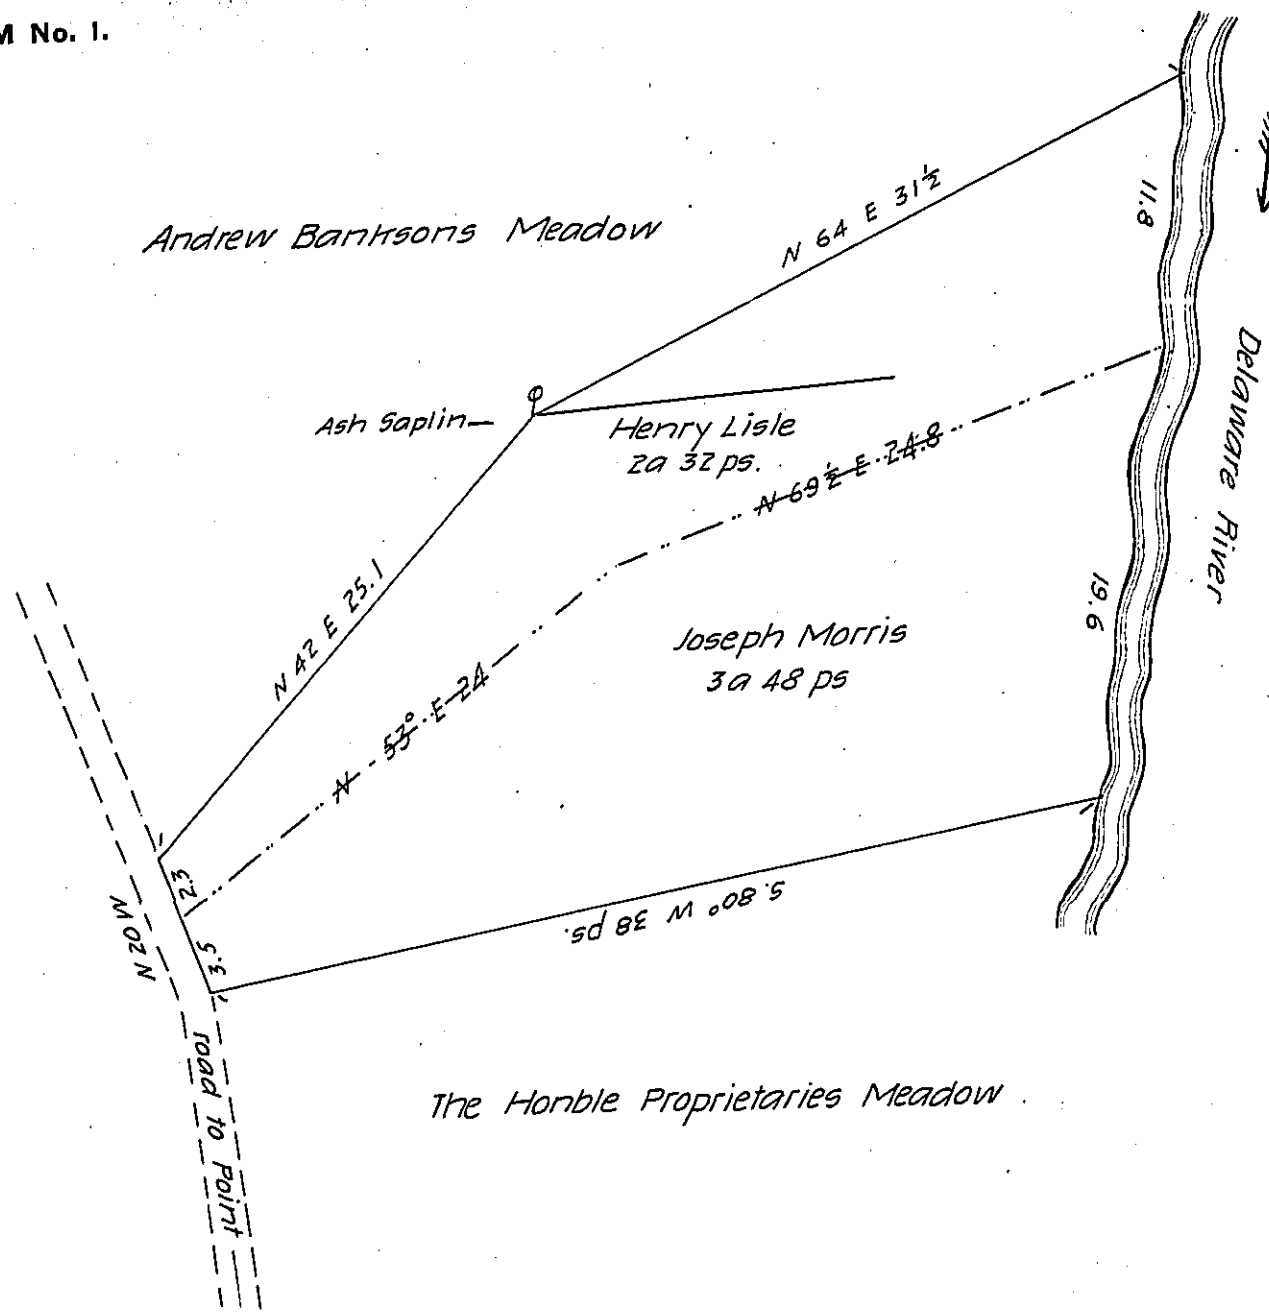 M No. 1.
Andrew Banksons Meadow
N 64 E 31½
11.8
Delaware River
Ash Saplin
Henry Lisle
2a 32 ps.
N 69½ E 24.8
N 42 E 25.1
Joseph Morris
3a 48 ps
19.6
N 53° E 24
2.3
3.5
N 20 W
S. 80° W 38 ps.
road to Point
The Honble Proprietaries Meadow